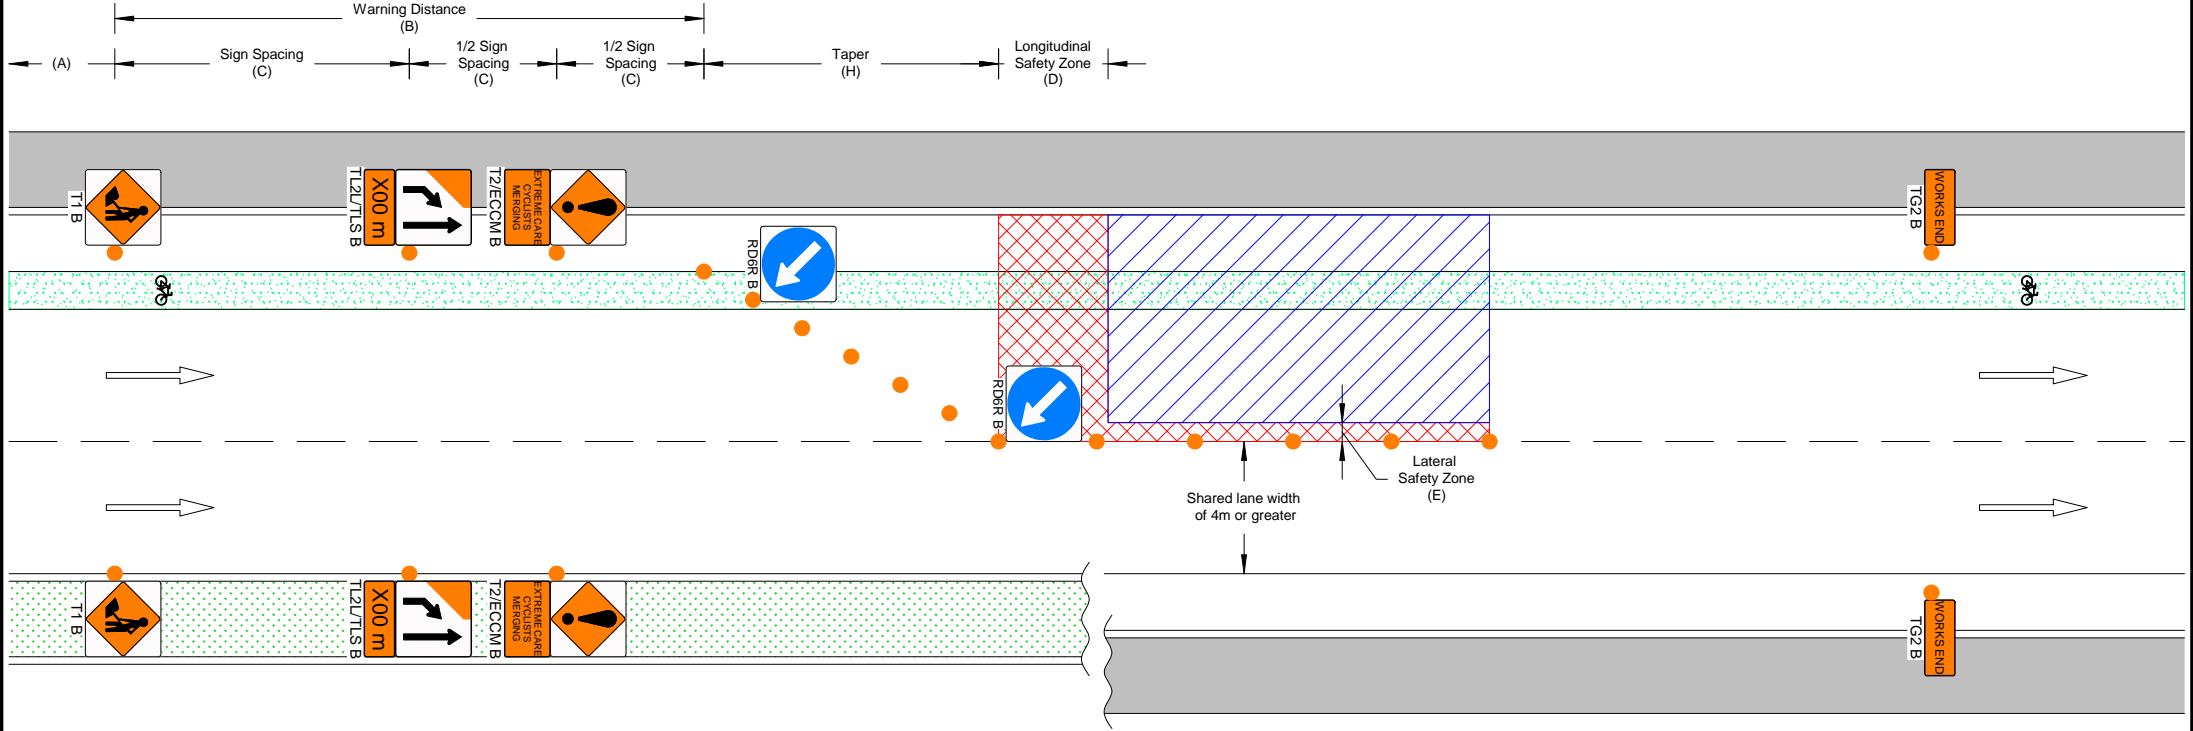 Warning Distance
(B)
(A)
Sign Spacing
(C)
1/2 Sign
Spacing
(C)
1/2 Sign
Spacing
(C)
Taper
(H)
Longitudinal
Safety Zone
(D)
T1 B
TL2L/TLS B
X00 m
T2/ECCM B
EXTREME CARE
CYCLISTS
MERGING
RD6R B
RD6R B
TG2 B
WORKS END
Lateral
Safety Zone
(E)
Shared lane width
of 4m or greater
T1 B
TL2L/TLS B
X00 m
T2/ECCM B
EXTREME CARE
CYCLISTS
MERGING
TG2 B
WORKS END